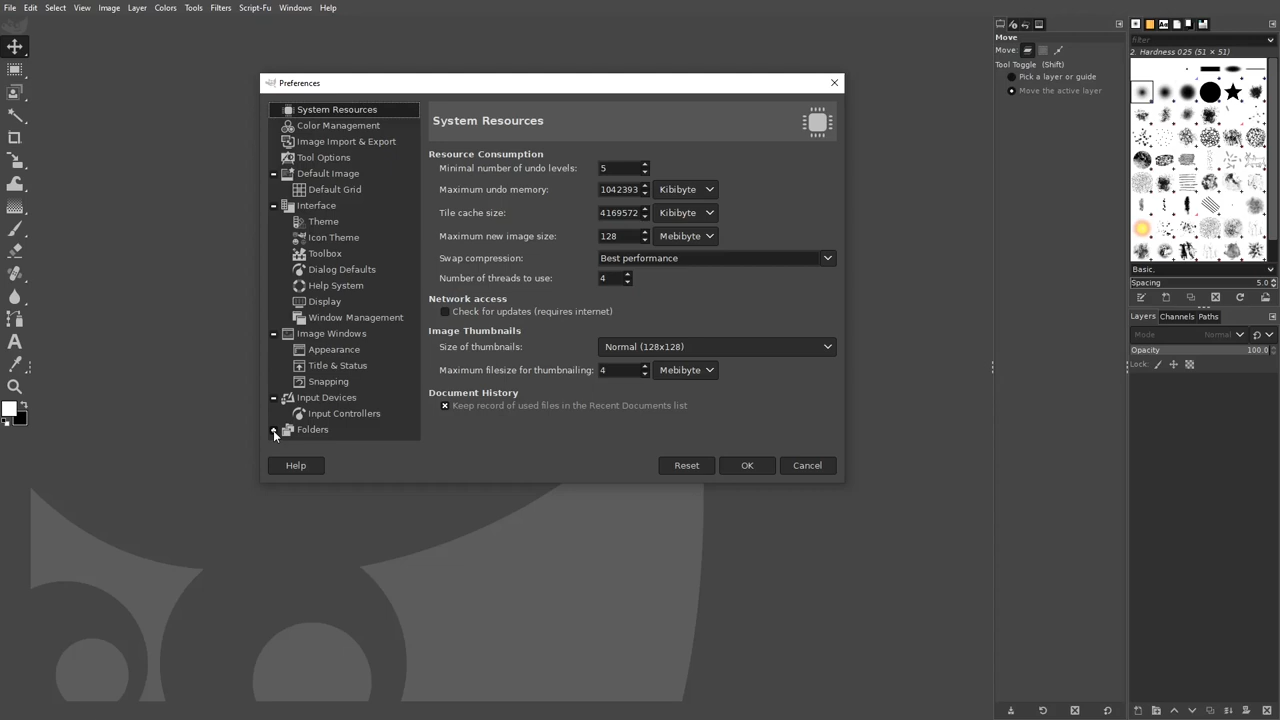 File Edit Select View Image Layer Colors Tools Filters Script-Fu Windows Help
Preferences
System Resources
Color Management
Image Import & Export
Tool Options
Default Image
Default Grid
Interface
Theme
Icon Theme
Toolbox
Dialog Defaults
Help System
Display
Window Management
Image Windows
Appearance
Title & Status
Snapping
Input Devices
Input Controllers
Folders
System Resources
Resource Consumption
Minimal number of undo levels: 5
Maximum undo memory: 1042393 Kibibyte
Tile cache size: 4169572 Kibibyte
Maximum new image size: 128 Mebibyte
Swap compression: Best performance
Number of threads to use: 4
Network access
Check for updates (requires internet)
Image Thumbnails
Size of thumbnails: Normal (128x128)
Maximum filesize for thumbnailing: 4 Mebibyte
Document History
Keep record of used files in the Recent Documents list
Help Reset OK Cancel
Move
Move:
Tool Toggle (Shift)
Pick a layer or guide
Move the active layer
filter
2. Hardness 025 (51 × 51)
Basic.
Spacing 5.0
Layers Channels Paths
Mode Normal
Opacity 100.0
Lock: